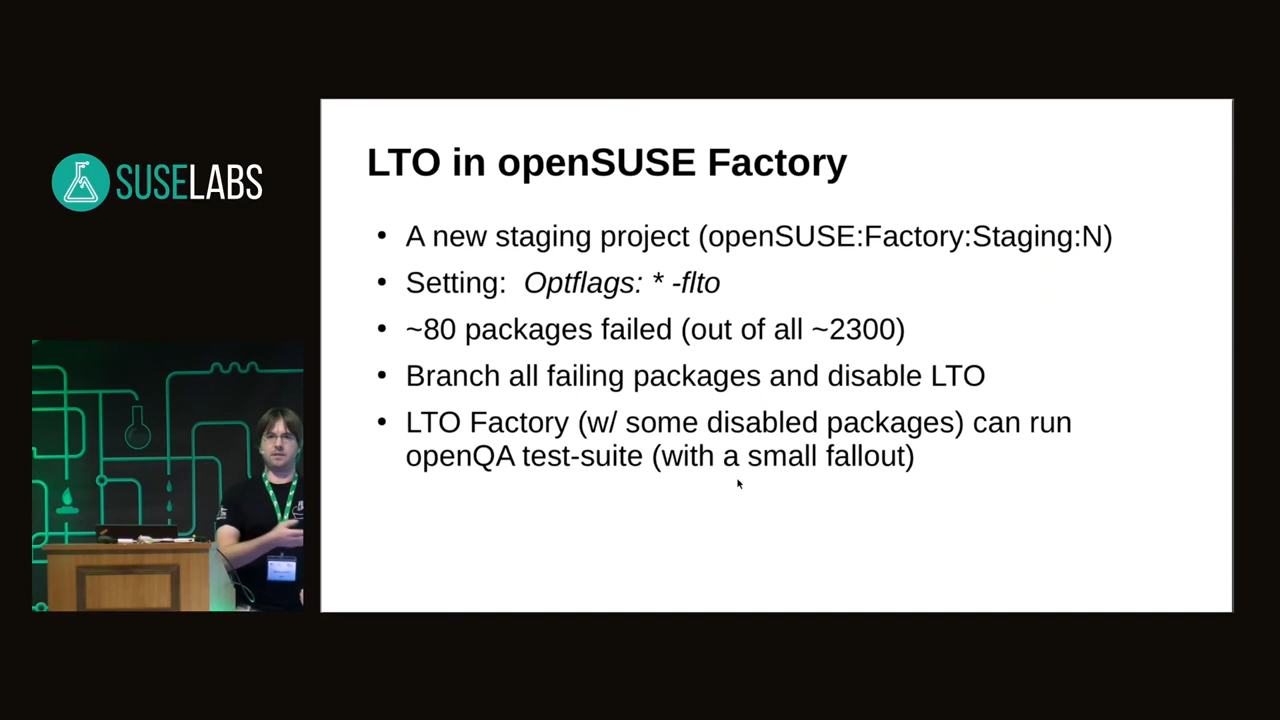 SUSELABS
LTO in openSUSE Factory
• A new staging project (openSUSE:Factory:Staging:N)
• Setting: Optflags: * -flto
• ~80 packages failed (out of all ~2300)
• Branch all failing packages and disable LTO
• LTO Factory (w/ some disabled packages) can run
openQA test-suite (with a small fallout)